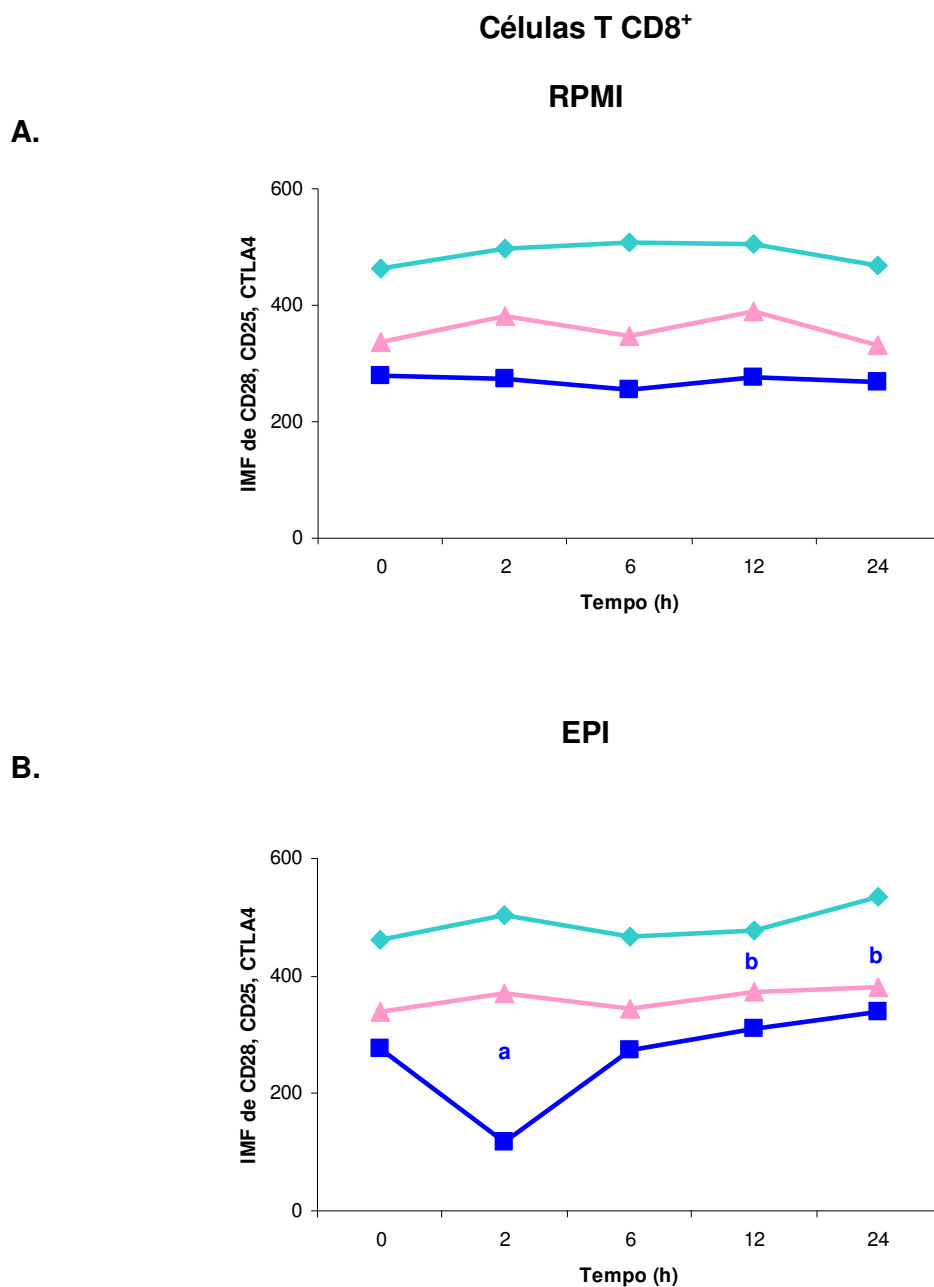 Células T CD8⁺
RPMI
A.
600
400
200
0
IMF de CD28, CD25, CTLA4
0 2 6 12 24
Tempo (h)
EPI
B.
600
400
200
0
IMF de CD28, CD25, CTLA4
a
b b
0 2 6 12 24
Tempo (h)